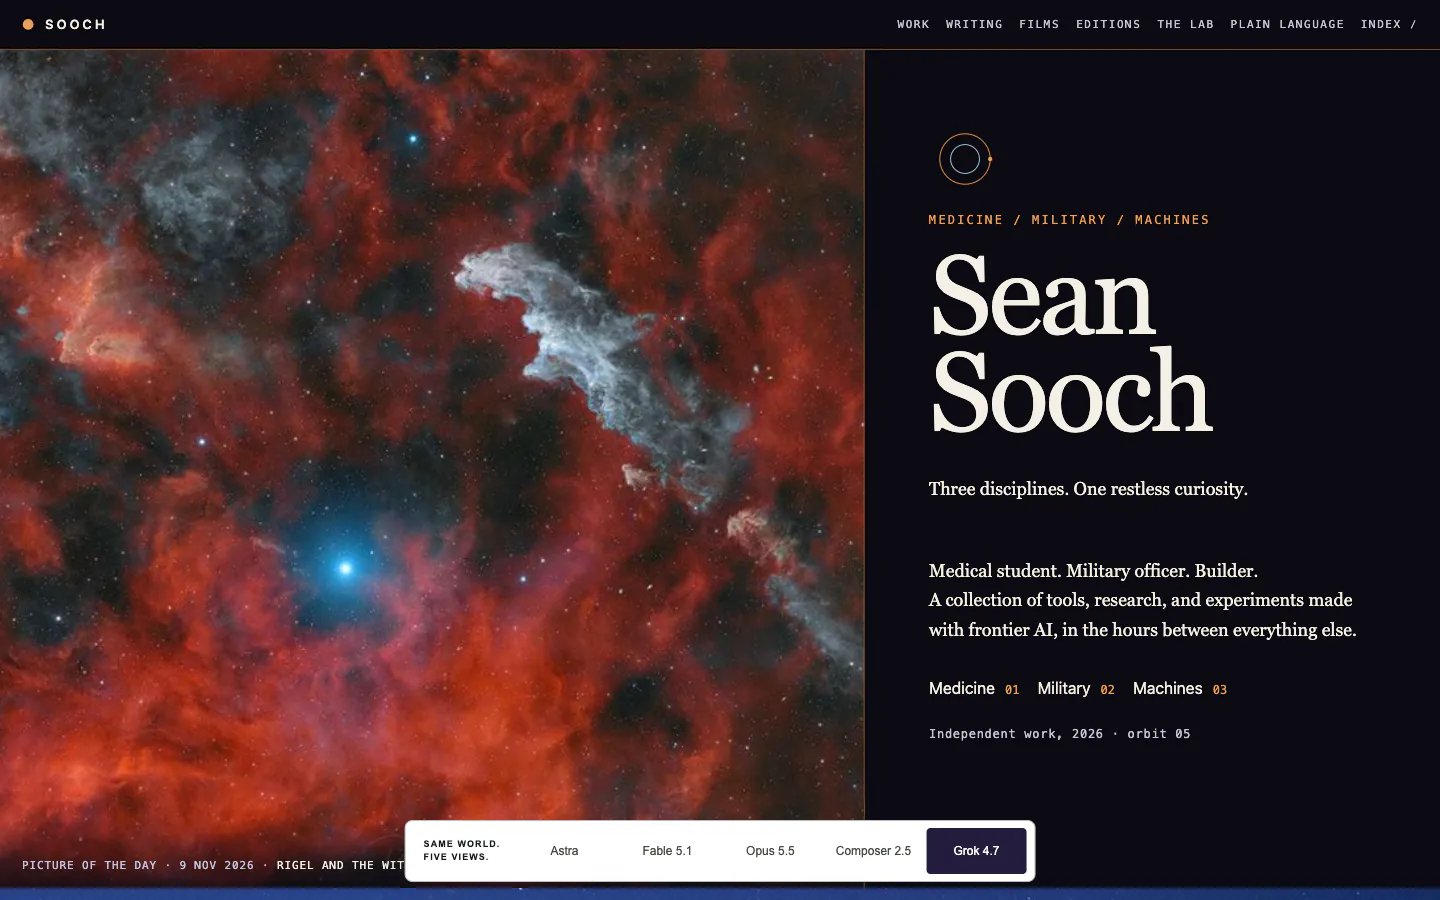 SOOCH
WORK WRITING FILMS EDITIONS THE LAB PLAIN LANGUAGE INDEX /
MEDICINE / MILITARY / MACHINES
Sean
Sooch
Three disciplines. One restless curiosity.
Medical student. Military officer. Builder.
A collection of tools, research, and experiments made
with frontier AI, in the hours between everything else.
Medicine 01 Military 02 Machines 03
Independent work, 2026 · orbit 05
PICTURE OF THE DAY · 9 NOV 2026 · RIGEL AND THE WIT
SAME WORLD.
FIVE VIEWS.
Astra Fable 5.1 Opus 5.5 Composer 2.5 Grok 4.7